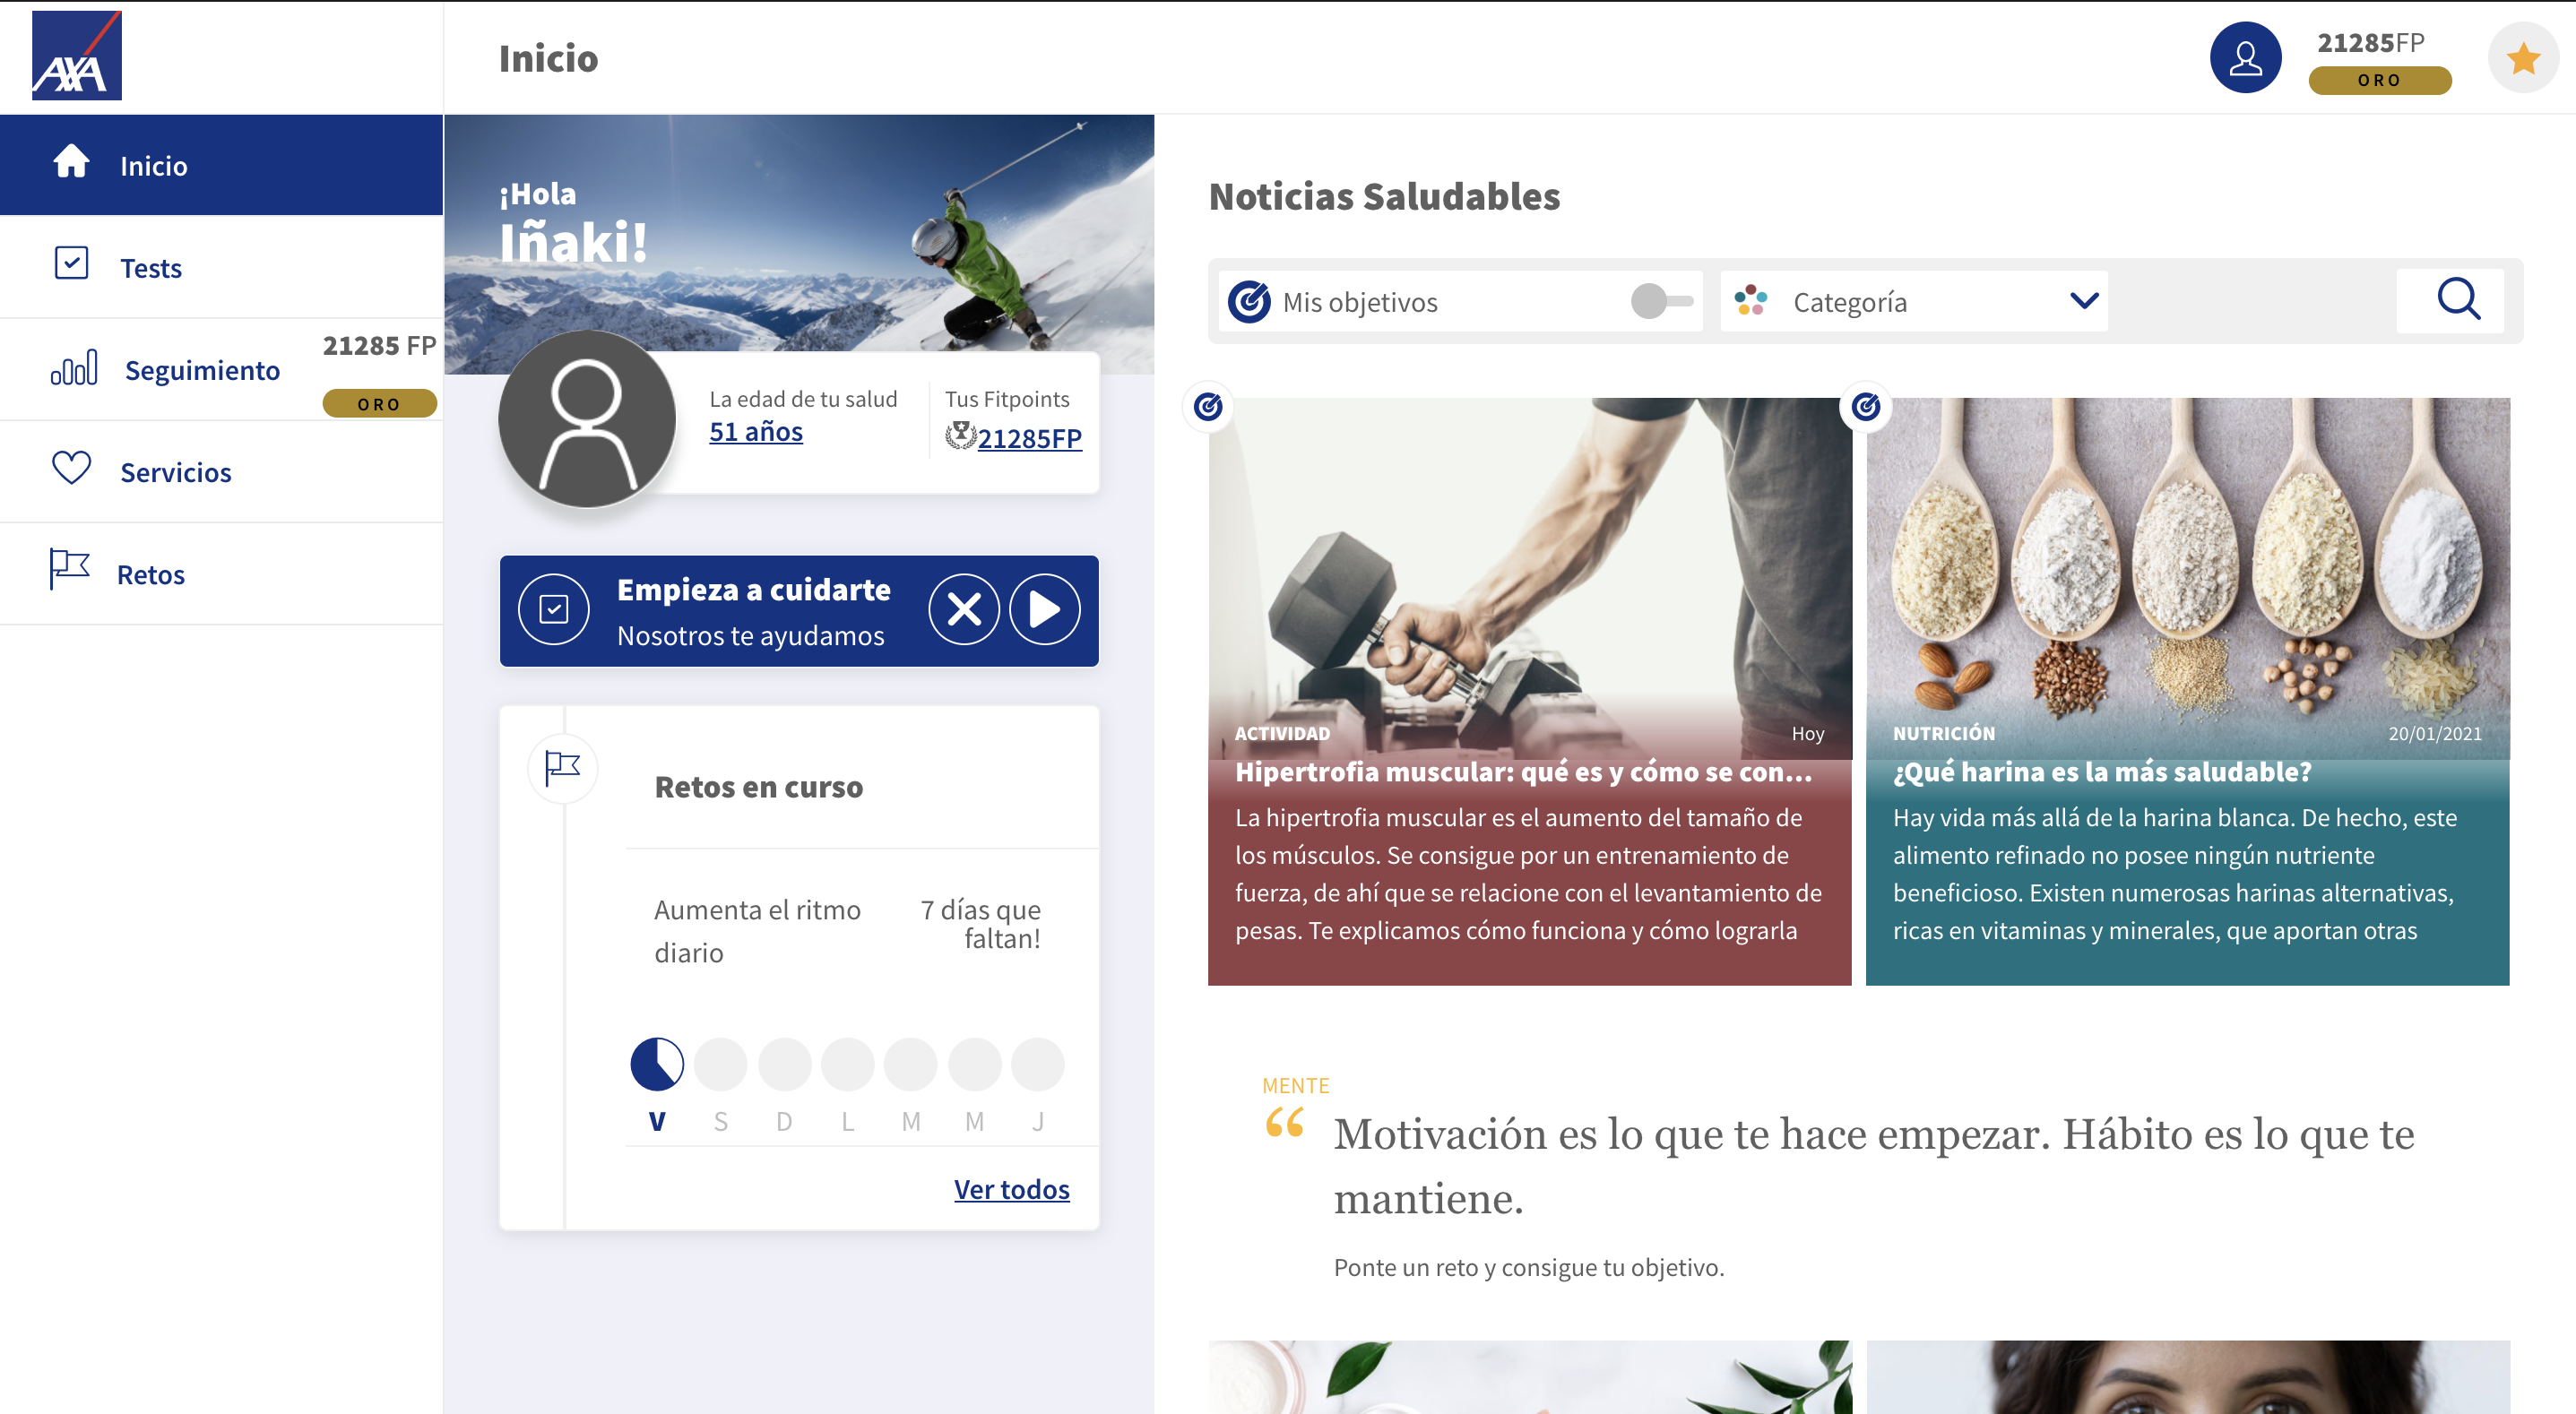 AXA
Inicio
21285FP
ORO
Inicio
Tests
Seguimiento
21285 FP
ORO
Servicios
Retos
¡Hola
Iñaki!
La edad de tu salud
51 años
Tus Fitpoints
21285FP
Empieza a cuidarte
Nosotros te ayudamos
Retos en curso
Aumenta el ritmo
diario
7 días que
faltan!
V S D L M M J
Ver todos
Noticias Saludables
Mis objetivos
Categoría
ACTIVIDAD
Hoy
Hipertrofia muscular: qué es y cómo se con...
La hipertrofia muscular es el aumento del tamaño de
los músculos. Se consigue por un entrenamiento de
fuerza, de ahí que se relacione con el levantamiento de
pesas. Te explicamos cómo funciona y cómo lograrla
NUTRICIÓN
20/01/2021
¿Qué harina es la más saludable?
Hay vida más allá de la harina blanca. De hecho, este
alimento refinado no posee ningún nutriente
beneficioso. Existen numerosas harinas alternativas,
ricas en vitaminas y minerales, que aportan otras
MENTE
“ Motivación es lo que te hace empezar. Hábito es lo que te
mantiene.
Ponte un reto y consigue tu objetivo.